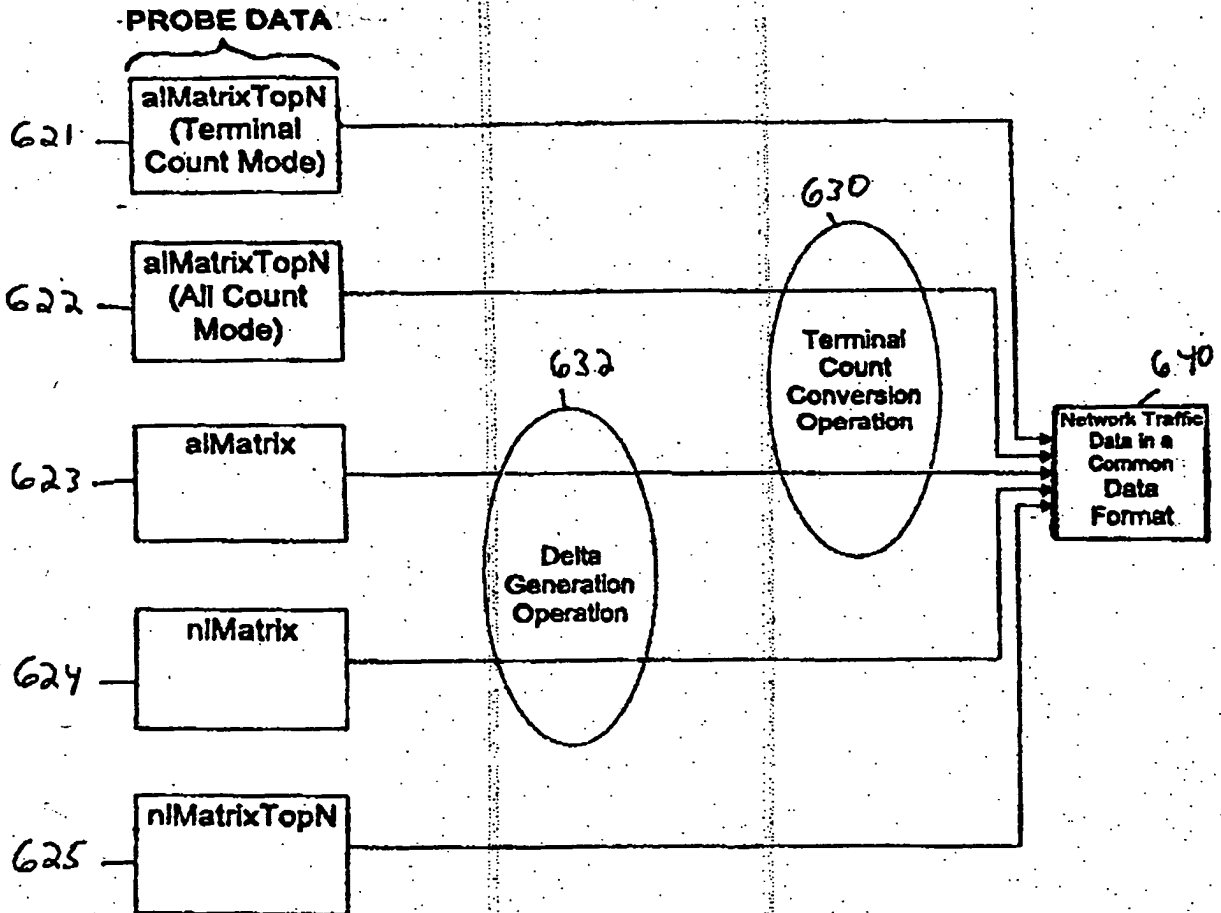 PROBE DATA
621
alMatrixTopN
(Terminal
Count Mode)
630
622
alMatrixTopN
(All Count
Mode)
632
Terminal
Count
Conversion
Operation
640
Network Traffic
Data in a
Common
Data
Format
623
alMatrix
Delta
Generation
Operation
624
nlMatrix
625
nlMatrixTopN